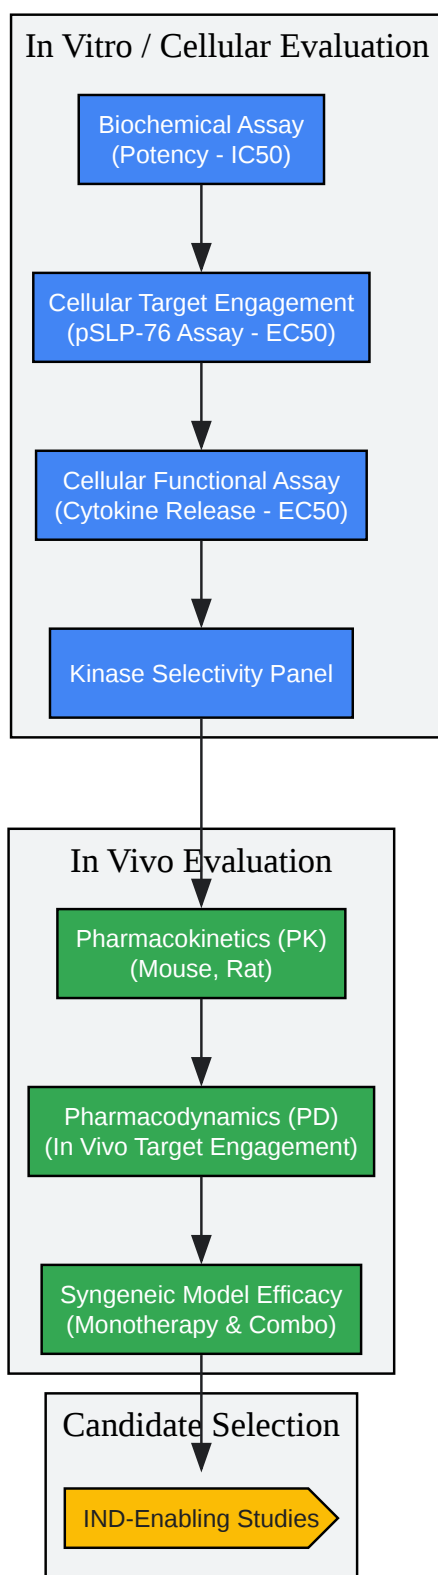 In Vitro / Cellular Evaluation
Biochemical Assay
(Potency - IC50)
Cellular Target Engagement
(pSLP-76 Assay - EC50)
Cellular Functional Assay
(Cytokine Release - EC50)
Kinase Selectivity Panel
In Vivo Evaluation
Pharmacokinetics (PK)
(Mouse, Rat)
Pharmacodynamics (PD)
(In Vivo Target Engagement)
Syngeneic Model Efficacy
(Monotherapy & Combo)
Candidate Selection
IND-Enabling Studies